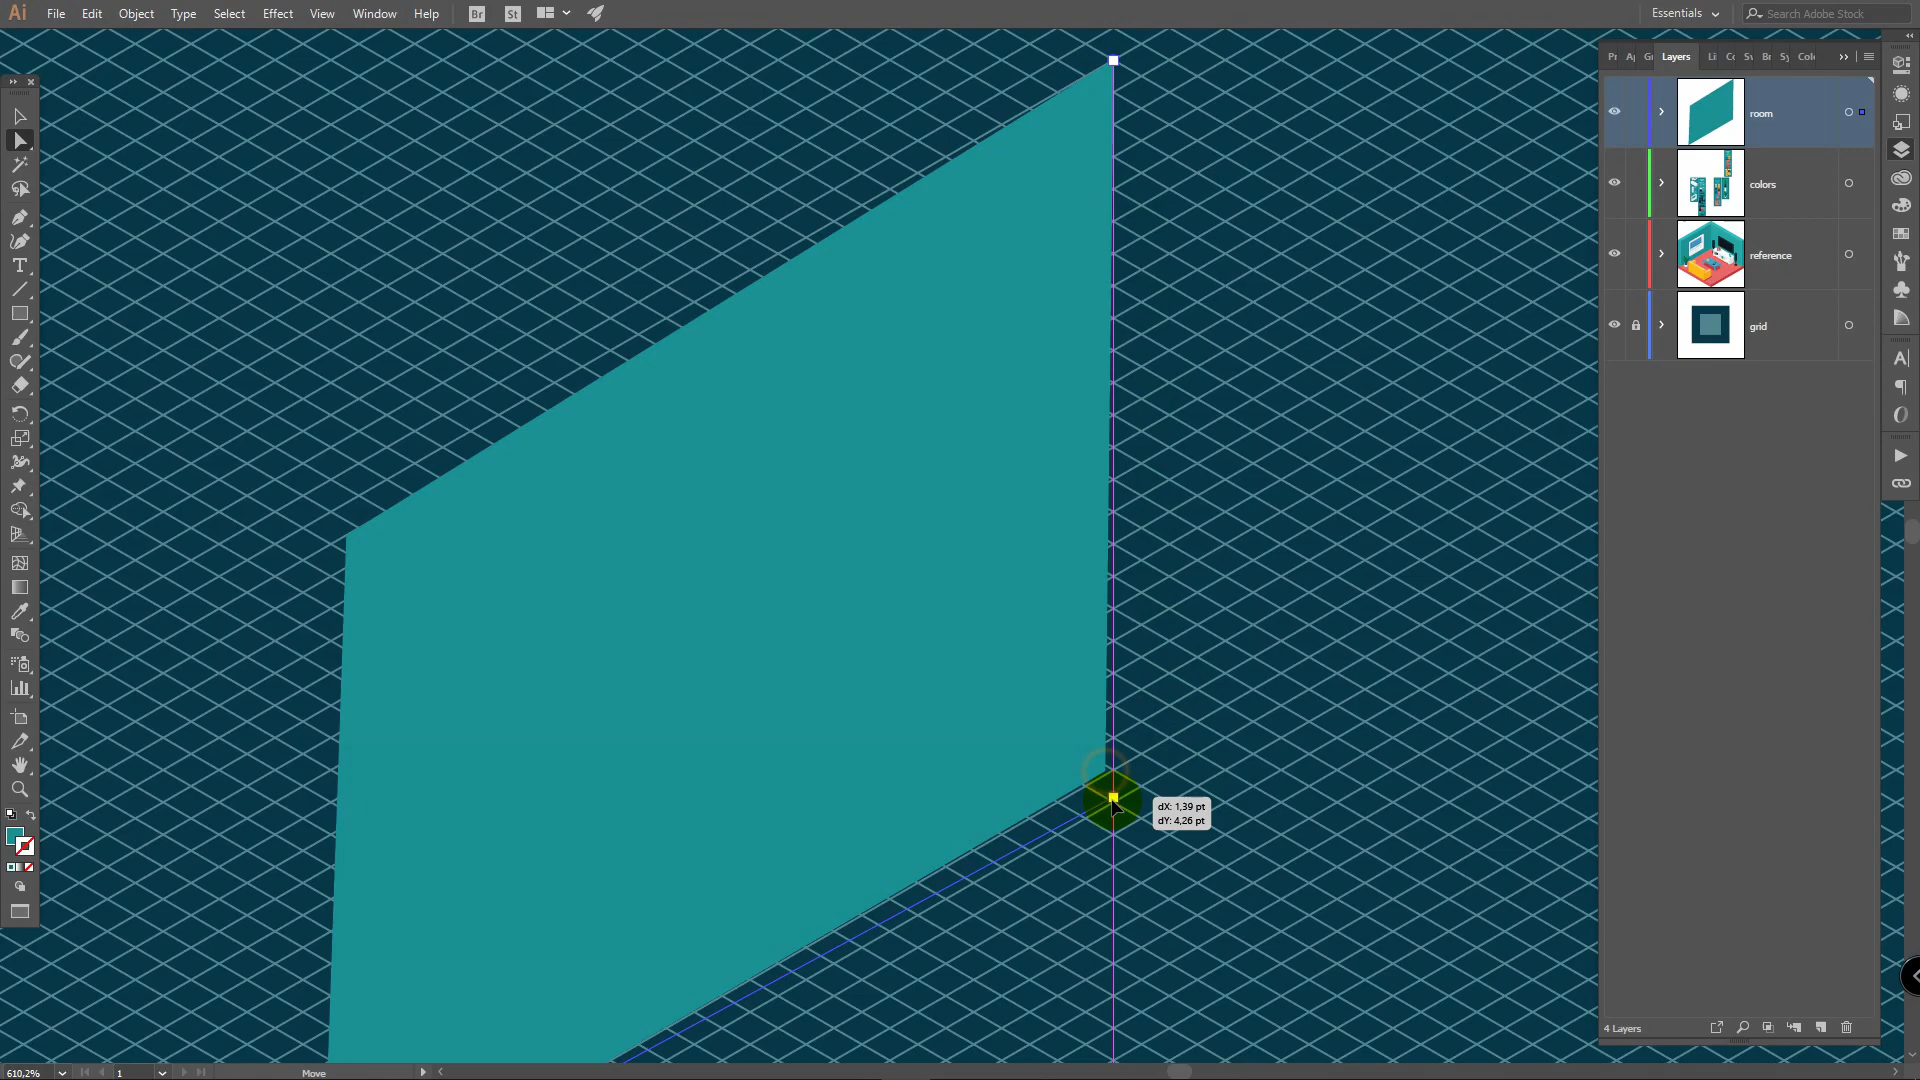 Ai File Edit Object Type Select Effect View Window Help Br St Essentials Search Adobe Stock
Layers
room
colors
reference
grid
dX: 1,39 pt
dY: 4,26 pt
4 Layers
610,2% 1 Move